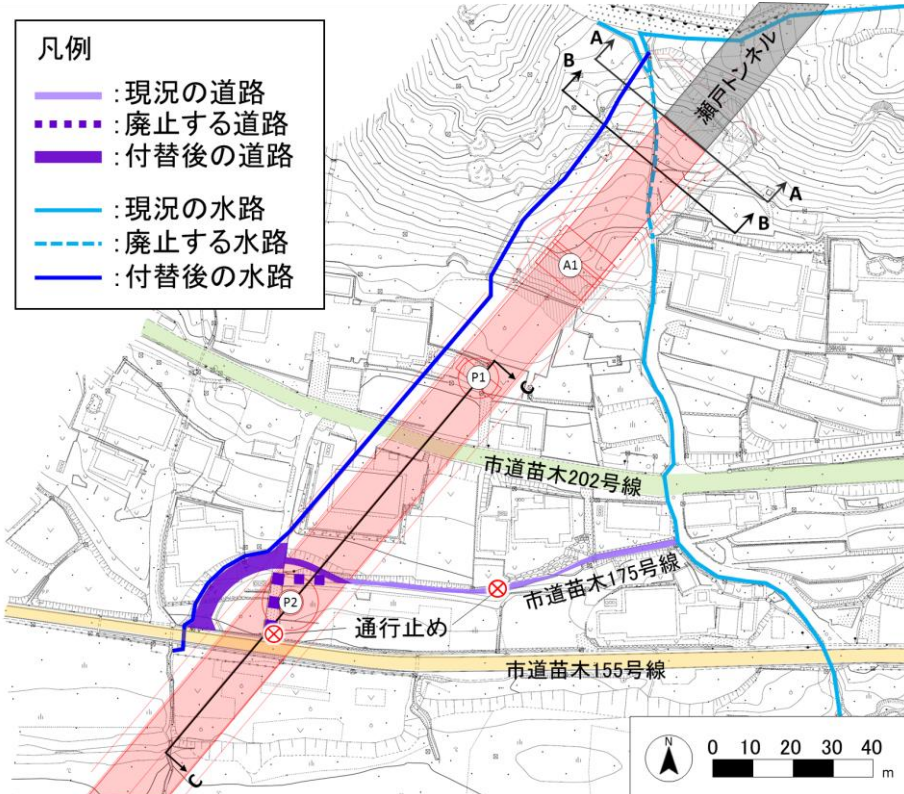 凡例
：現況の道路
：廃止する道路
：付替後の道路
：現況の水路
：廃止する水路
：付替後の水路
A
B
瀬戸トンネル
A
B
A1
P1
C
市道苗木202号線
市道苗木175号線
P2
通行止め
市道苗木155号線
C
N
0 10 20 30 40
m